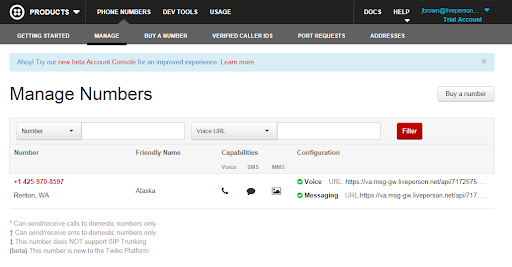 PRODUCTS PHONE NUMBERS DEV TOOLS USAGE DOCS HELP jbrown@liveperson...
Trial Account
GETTING STARTED MANAGE BUY A NUMBER VERIFIED CALLER IDS PORT REQUESTS ADDRESSES
Ahoy! Try our new beta Account Console for an improved experience. Learn more. ×
Manage Numbers
Buy a number
Number Voice URL Filter
Number Friendly Name Capabilities Configuration
Voice SMS MMS
+1 425-970-8597 Alaska Voice URL: https://va.msg-gw.liveperson.net/api/7172575...
Renton, WA Messaging URL: https://va.msg-gw.liveperson.net/api/717...
* Can send/receive calls to domestic numbers only
† Can send/receive sms to domestic numbers only
‡ This number does NOT support SIP Trunking
(beta) This number is new to the Twilio Platform